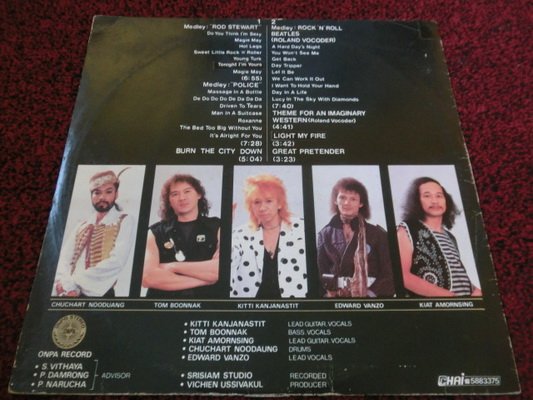 1
Medley: "ROD STEWART"
Do You Think I'm Sexy
Magie May
Hot Legs
Sweet Little Rock n' Roller
Young Turk
Tonight I'm Yours
Magie May
(6:55)
Medley: "POLICE"
Massage In A Bottle
De Do Do Do De Da Da Da
Driven To Tears
Man In A Suitcase
Roxanne
The Bed Too Big Without You
It's Alright For You
(7:28)
BURN THE CITY DOWN
(5:04)
2
Medley: ROCK 'N' ROLL
BEATLES
(ROLAND VOCODER)
A Hard Day's Night
You Won't See Me
Get Back
Day Tripper
Let It Be
We Can Work It Out
I Want To Hold Your Hand
Day In A Life
Lucy In The Sky With Diamonds
(7:40)
THEME FOR AN IMAGINARY
WESTERN (Roland Vocoder)
(4:41)
LIGHT MY FIRE
(3:42)
GREAT PRETENDER
(3:23)
CHUCHART NOODUANG
TOM BOONNAK
KITTI KANJANASTIT
EDWARD VANZO
KIAT AMORNSING
• KITTI KANJANASTIT LEAD GUITAR, VOCALS
• TOM BOONNAK BASS, VOCALS
• KIAT AMORNSING LEAD GUITAR, VOCALS
• CHUCHART NOODAUNG DRUMS
• EDWARD VANZO LEAD VOCALS
ONPA RECORD
• S. VITHAYA
• P. DAMRONG
• P. NARUCHA
ADVISOR
• SRISIAM STUDIO RECORDED
• VICHIEN USSIVAKUL PRODUCER
CHAI 5883375